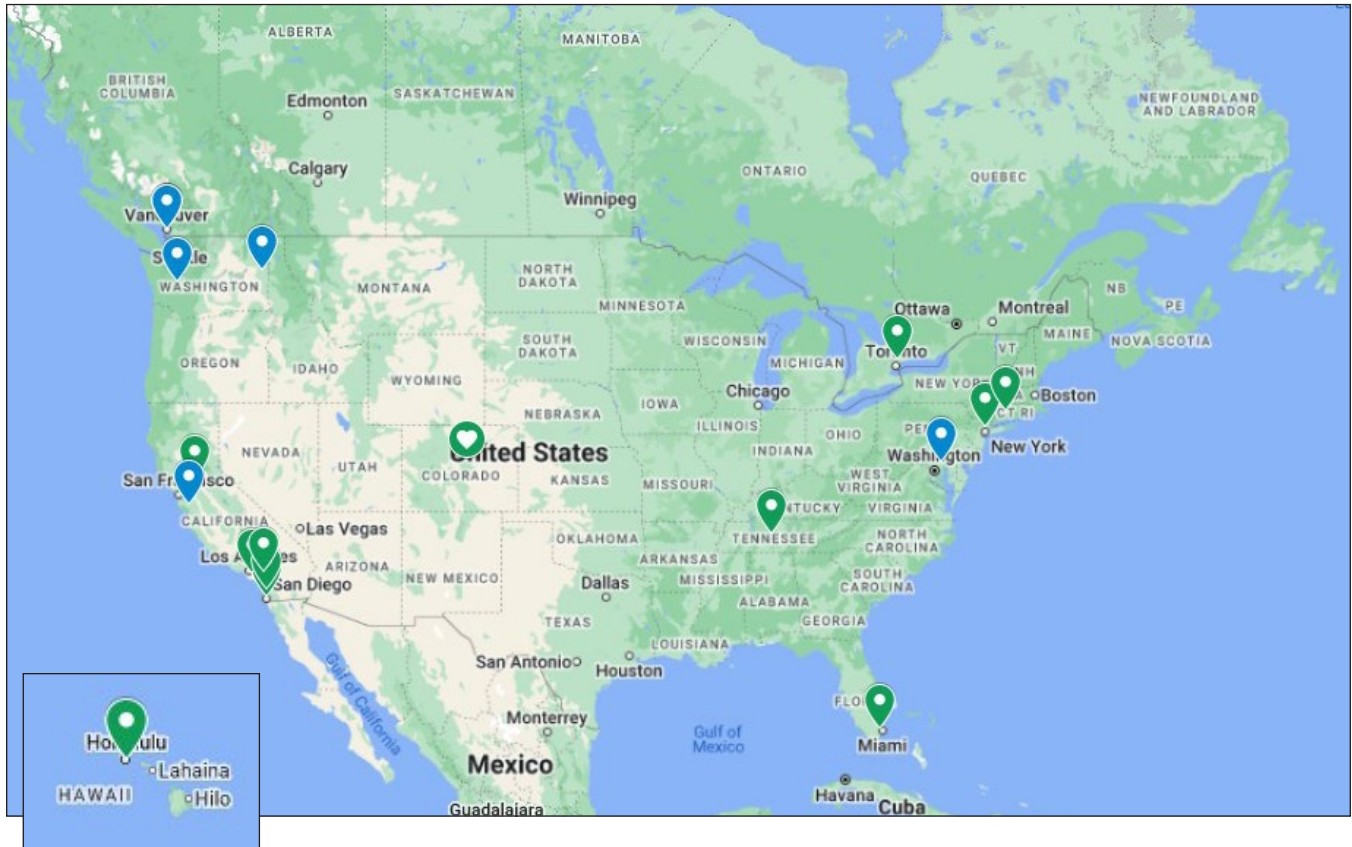 ALBERTA
MANITOBA
BRITISH
COLUMBIA
Edmonton
SASKATCHEWAN
NEWFOUNDLAND
AND LABRADOR
Calgary
ONTARIO
QUEBEC
Winnipeg
WASHINGTON
MONTANA
NORTH
DAKOTA
MINNESOTA
NB
PE
Ottawa
Montreal
MAINE
NOVA SCOTIA
OREGON
IDAHO
SOUTH
DAKOTA
WISCONSIN
MICHIGAN
VT
NH
WYOMING
NEW YORK
Chicago
Boston
IOWA
NEBRASKA
CT RI
ILLINOIS
OHIO
NEVADA
United States
INDIANA
New York
Washington
UTAH
COLORADO
KANSAS
MISSOURI
WEST
VIRGINIA
VIRGINIA
CALIFORNIA
Las Vegas
OKLAHOMA
TENNESSEE
NORTH
CAROLINA
ARIZONA
NEW MEXICO
ARKANSAS
San Diego
Dallas
MISSISSIPPI
SOUTH
CAROLINA
ALABAMA
GEORGIA
TEXAS
LOUISIANA
San Antonio
Houston
Gulf of California
Monterrey
Gulf of
Mexico
Miami
Mexico
Havana
Cuba
Guadalajara
Lahaina
HAWAII
Hilo